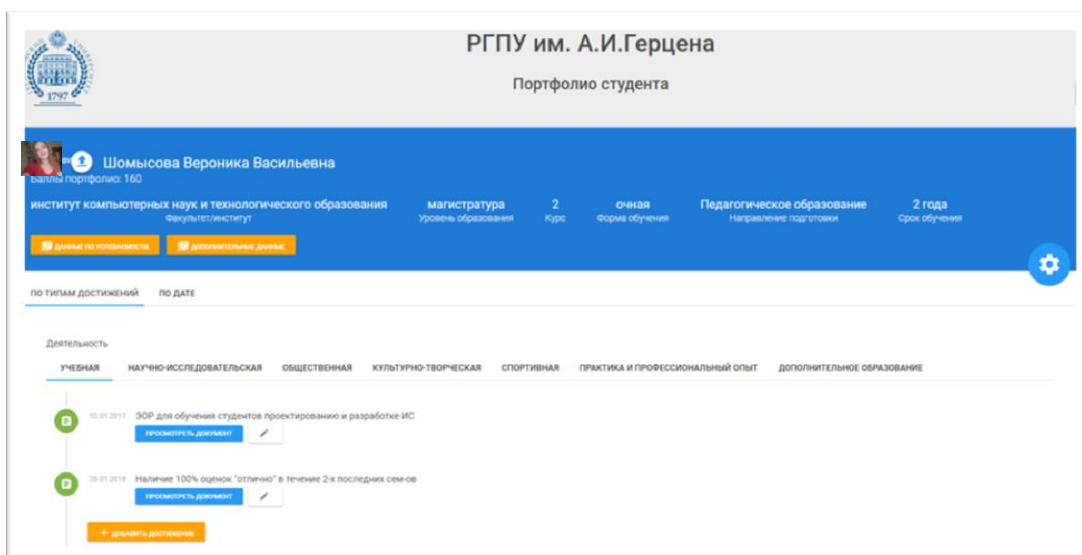 РГПУ им. А.И.Герцена
Портфолио студента
1797
Шомысова Вероника Васильевна
Баллы портфолио: 160
институт компьютерных наук и технологического образования магистратура 2 очная Педагогическое образование 2 года
Факультет/институт Уровень образования Курс Форма обучения Направление подготовки Срок обучения
ДАННЫЕ ПО УСПЕВАЕМОСТИ ДОПОЛНИТЕЛЬНЫЕ ДАННЫЕ
ПО ТИПАМ ДОСТИЖЕНИЙ ПО ДАТЕ
Деятельность
УЧЕБНАЯ НАУЧНО-ИССЛЕДОВАТЕЛЬСКАЯ ОБЩЕСТВЕННАЯ КУЛЬТУРНО-ТВОРЧЕСКАЯ СПОРТИВНАЯ ПРАКТИКА И ПРОФЕССИОНАЛЬНЫЙ ОПЫТ ДОПОЛНИТЕЛЬНОЕ ОБРАЗОВАНИЕ
10.01.2017 ЭОР для обучения студентов проектированию и разработке ИС
ПРОСМОТРЕТЬ ДОКУМЕНТ
Наличие 100% оценок "отлично" в течение 2-х последних сем-ов
ПРОСМОТРЕТЬ ДОКУМЕНТ
+ ДОБАВИТЬ ДОСТИЖЕНИЕ